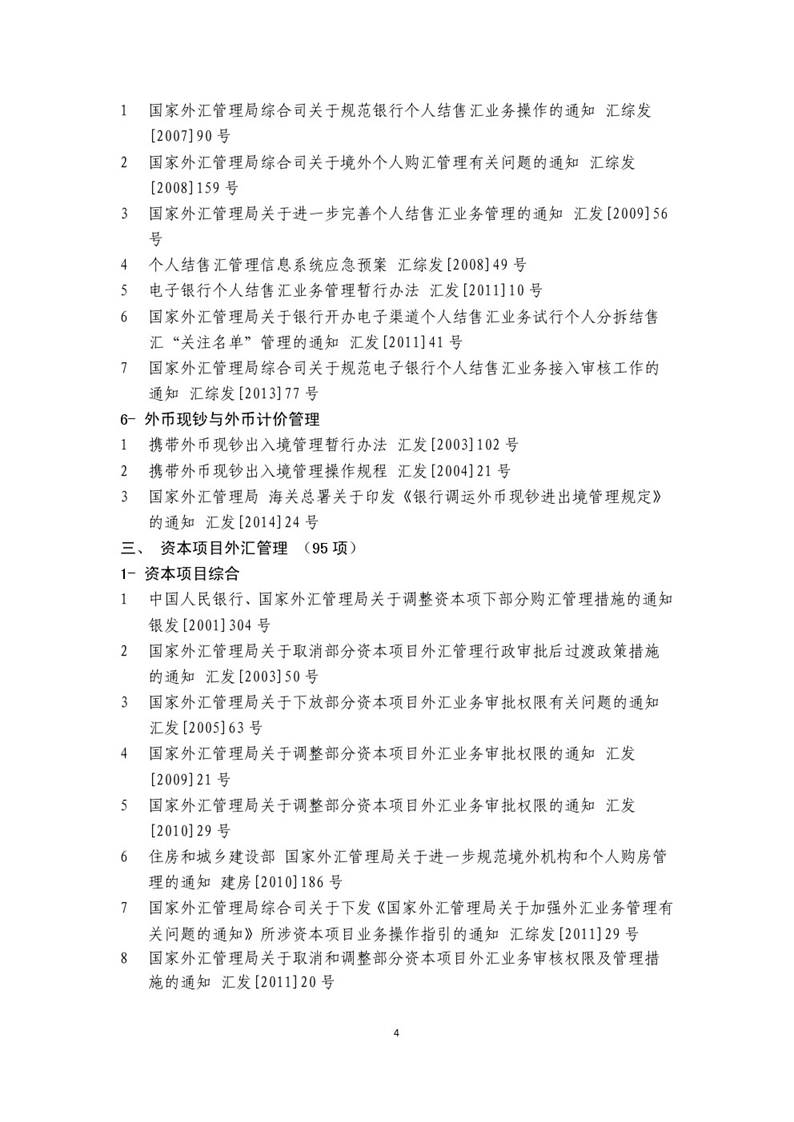 1 国家外汇管理局综合司关于规范银行个人结售汇业务操作的通知 汇综发
[2007]90 号
2 国家外汇管理局综合司关于境外个人购汇管理有关问题的通知 汇综发
[2008]159 号
3 国家外汇管理局关于进一步完善个人结售汇业务管理的通知 汇发[2009]56
号
4 个人结售汇管理信息系统应急预案 汇综发[2008]49 号
5 电子银行个人结售汇业务管理暂行办法 汇发[2011]10 号
6 国家外汇管理局关于银行开办电子渠道个人结售汇业务试行个人分拆结售
汇“关注名单”管理的通知 汇发[2011]41 号
7 国家外汇管理局综合司关于规范电子银行个人结售汇业务接入审核工作的
通知 汇综发[2013]77 号
6- 外币现钞与外币计价管理
1 携带外币现钞出入境管理暂行办法 汇发[2003]102 号
2 携带外币现钞出入境管理操作规程 汇发[2004]21 号
3 国家外汇管理局 海关总署关于印发《银行调运外币现钞进出境管理规定》
的通知 汇发[2014]24 号
三、 资本项目外汇管理 （95 项）
1- 资本项目综合
1 中国人民银行、国家外汇管理局关于调整资本项下部分购汇管理措施的通知
银发[2001]304 号
2 国家外汇管理局关于取消部分资本项目外汇管理行政审批后过渡政策措施
的通知 汇发[2003]50 号
3 国家外汇管理局关于下放部分资本项目外汇业务审批权限有关问题的通知
汇发[2005]63 号
4 国家外汇管理局关于调整部分资本项目外汇业务审批权限的通知 汇发
[2009]21 号
5 国家外汇管理局关于调整部分资本项目外汇业务审批权限的通知 汇发
[2010]29 号
6 住房和城乡建设部 国家外汇管理局关于进一步规范境外机构和个人购房管
理的通知 建房[2010]186 号
7 国家外汇管理局综合司关于下发《国家外汇管理局关于加强外汇业务管理有
关问题的通知》所涉资本项目业务操作指引的通知 汇综发[2011]29 号
8 国家外汇管理局关于取消和调整部分资本项目外汇业务审核权限及管理措
施的通知 汇发[2011]20 号
4